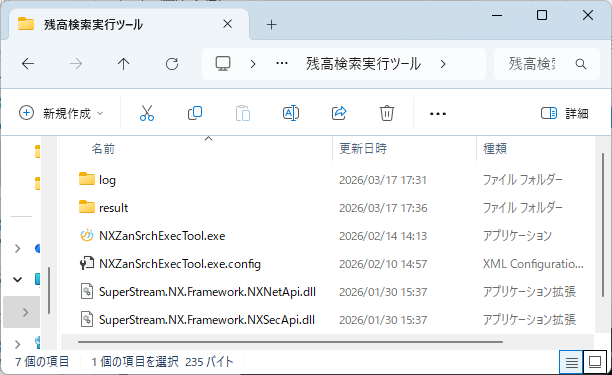 残高検索実行ツール
残高検索実行ツール
残高検索
新規作成
詳細
名前 更新日時 種類
log 2026/03/17 17:31 ファイル フォルダー
result 2026/03/17 17:36 ファイル フォルダー
NXZanSrchExecTool.exe 2026/02/14 14:13 アプリケーション
NXZanSrchExecTool.exe.config 2026/02/10 14:57 XML Configuratio...
SuperStream.NX.Framework.NXNetApi.dll 2026/01/30 15:37 アプリケーション拡張
SuperStream.NX.Framework.NXSecApi.dll 2026/01/30 15:37 アプリケーション拡張
7 個の項目 1 個の項目を選択 235 バイト